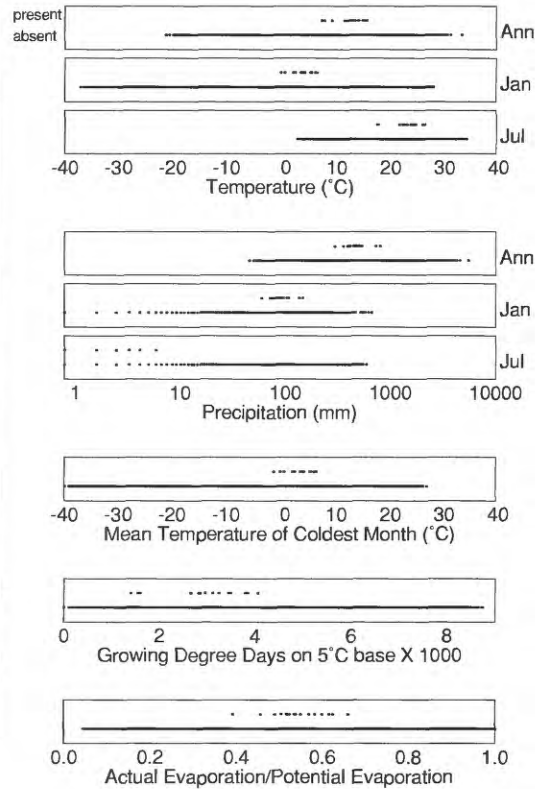 present
absent
Ann
Jan
Jul
-40 -30 -20 -10 0 10 20 30 40
Temperature (°C)
Ann
Jan
Jul
1 10 100 1000 10000
Precipitation (mm)
-40 -30 -20 -10 0 10 20 30 40
Mean Temperature of Coldest Month (°C)
0 2 4 6 8
Growing Degree Days on 5°C base X 1000
0.0 0.2 0.4 0.6 0.8 1.0
Actual Evaporation/Potential Evaporation